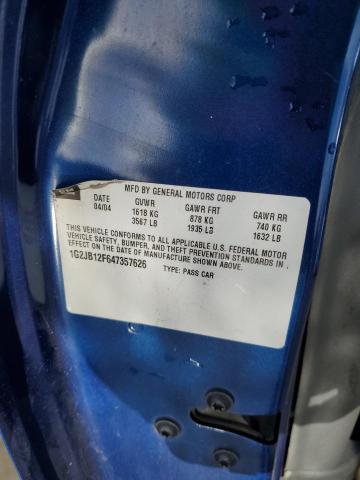 MFD BY GENERAL MOTORS CORP
DATE GVWR GAWR FRT GAWR RR
04/04 1618 KG 878 KG 740 KG
3567 LB 1935 LB 1632 LB
THIS VEHICLE CONFORMS TO ALL APPLICABLE U.S. FEDERAL MOTOR
VEHICLE SAFETY, BUMPER, AND THEFT PREVENTION STANDARDS IN
EFFECT ON THE DATE OF MANUFACTURE SHOWN ABOVE.
1G2JB12F647357626 TYPE: PASS CAR